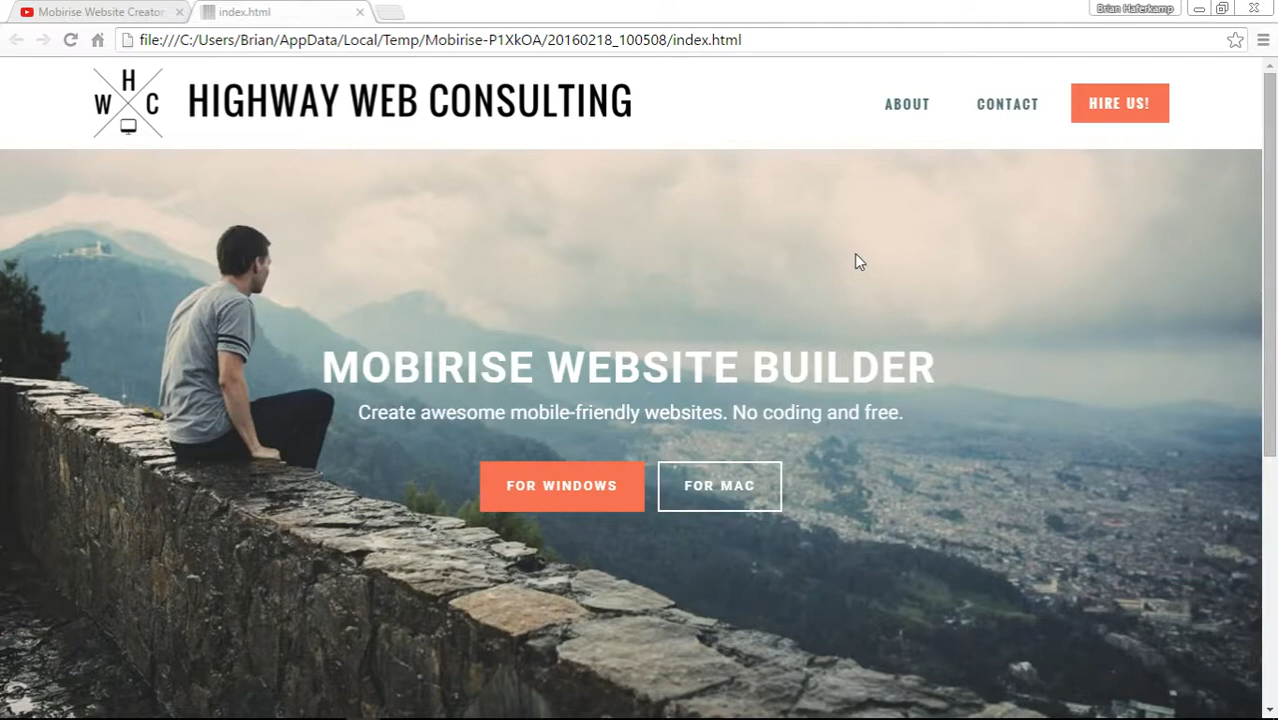 Mobirise Website Creator
index.html
Brian Haferkamp
file:///C:/Users/Brian/AppData/Local/Temp/Mobirise-P1XkOA/20160218_100508/index.html
H
W C
HIGHWAY WEB CONSULTING
ABOUT
CONTACT
HIRE US!
MOBIRISE WEBSITE BUILDER
Create awesome mobile-friendly websites. No coding and free.
FOR WINDOWS
FOR MAC